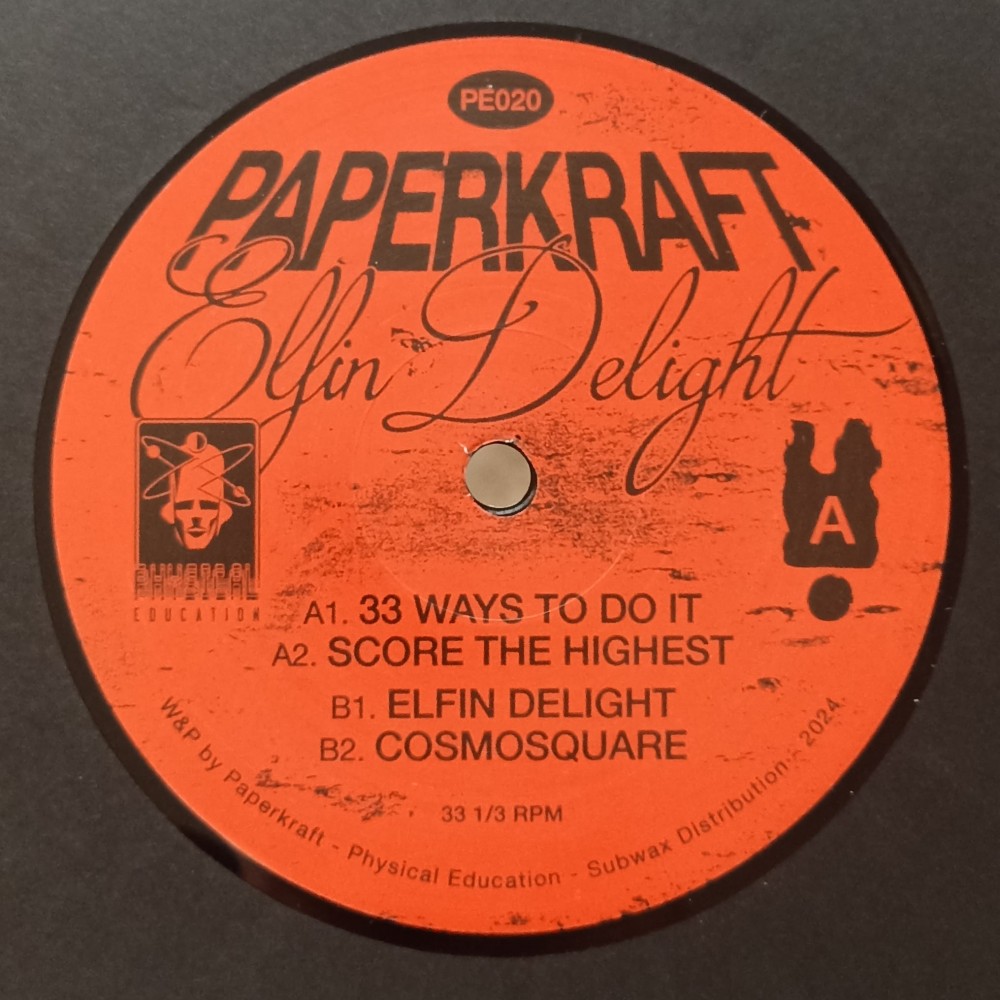 PE020
PAPERKRAFT
Elfin Delight
PHYSICAL
EDUCATION
A
A1. 33 WAYS TO DO IT
A2. SCORE THE HIGHEST
B1. ELFIN DELIGHT
B2. COSMOSQUARE
33 1/3 RPM
W&P by Paperkraft - Physical Education - Subwax Distribution - 2024.